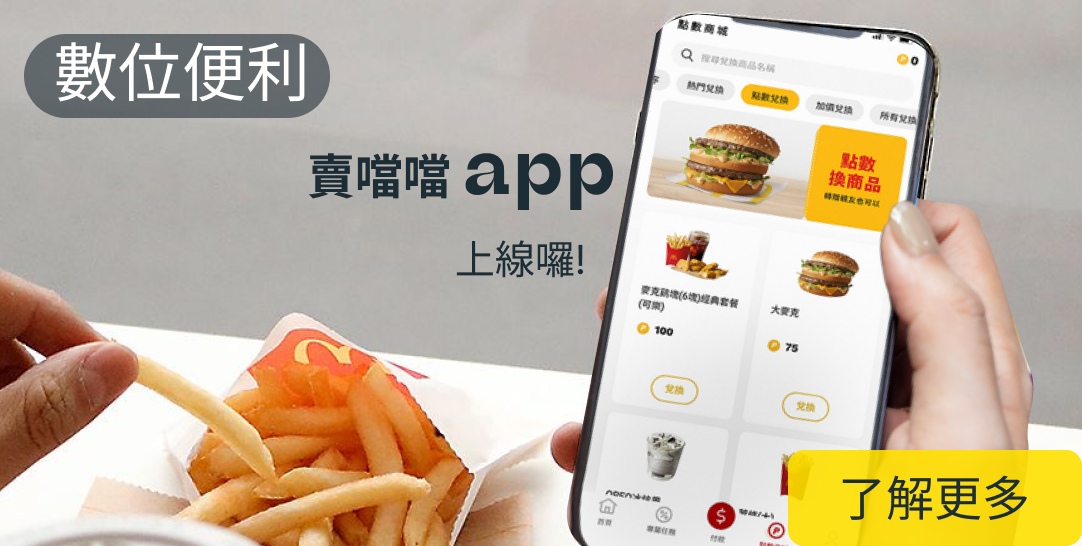 數位便利
賣噹噹 app
上線囉!
點數商城
0
搜尋兌換商品名稱
享
熱門兌換
點數兌換
加價兌換
所有兌換
點數
換商品
轉贈親友也可以
麥克鷄塊(6塊)經典套餐
(可樂)
100
兌換
大麥克
75
兌換
首頁
專屬任務
付款
了解更多